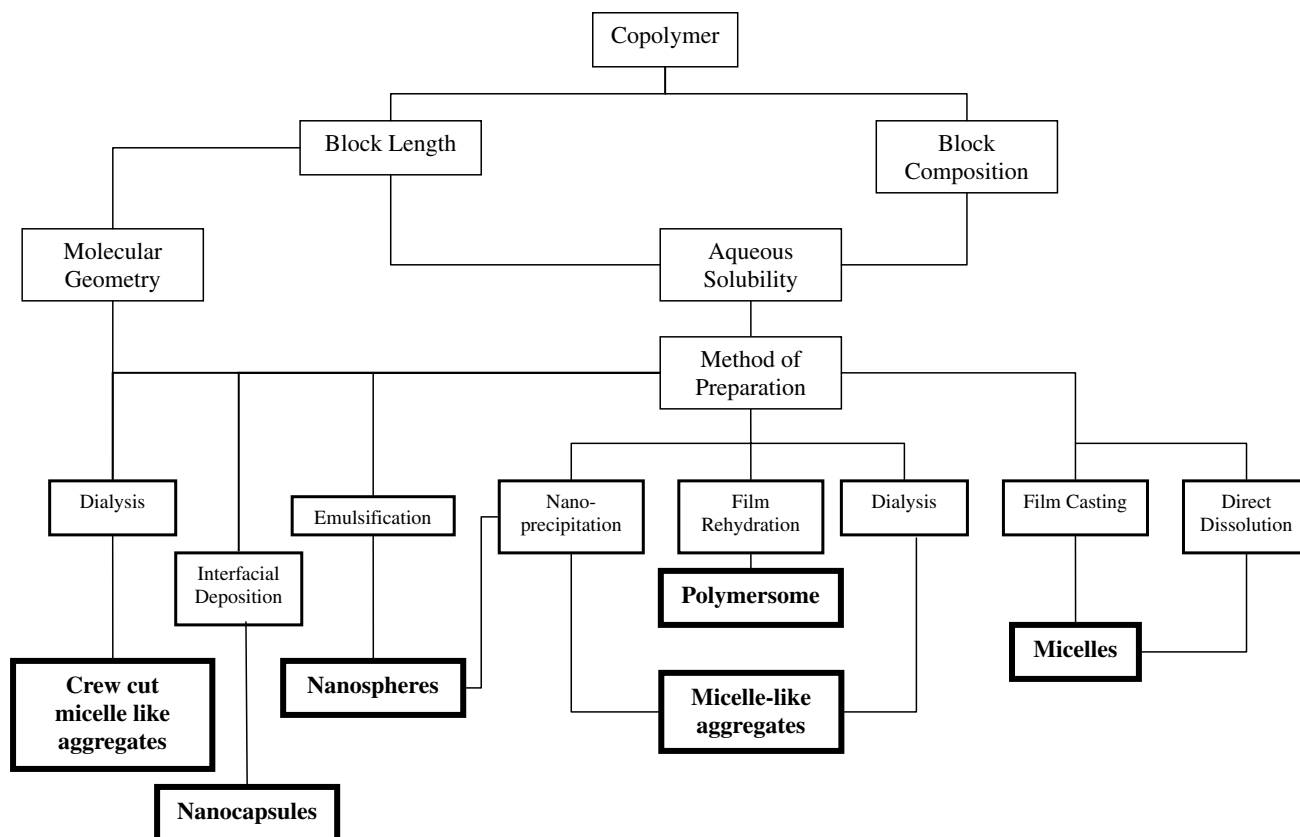 Copolymer
Block Length
Block
Composition
Molecular
Geometry
Aqueous
Solubility
Method of
Preparation
Dialysis
Emulsification
Nano-
precipitation
Film
Rehydration
Dialysis
Film Casting
Direct
Dissolution
Interfacial
Deposition
Polymersome
Micelles
Crew cut
micelle like
aggregates
Nanospheres
Micelle-like
aggregates
Nanocapsules